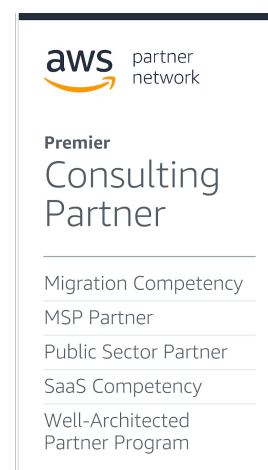 aws partner
network
Premier
Consulting
Partner
Migration Competency
MSP Partner
Public Sector Partner
SaaS Competency
Well-Architected
Partner Program